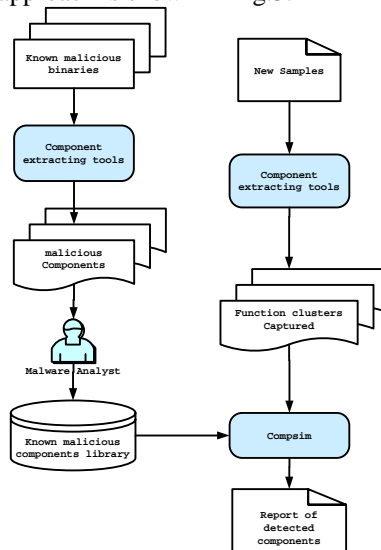 Known malicious
binaries
Component
extracting tools
malicious
Components
Malware Analyst
Known malicious
components library
New Samples
Component
extracting tools
Function clusters
Captured
Compsim
Report of
detected
components